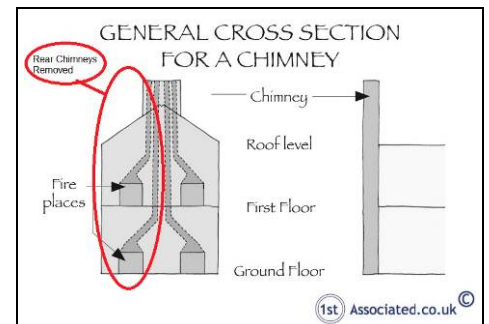 GENERAL CROSS SECTION
FOR A CHIMNEY
Rear Chimneys
Removed
Chimney
Roof level
Fire
places
First Floor
Ground Floor
1st Associated.co.uk ©